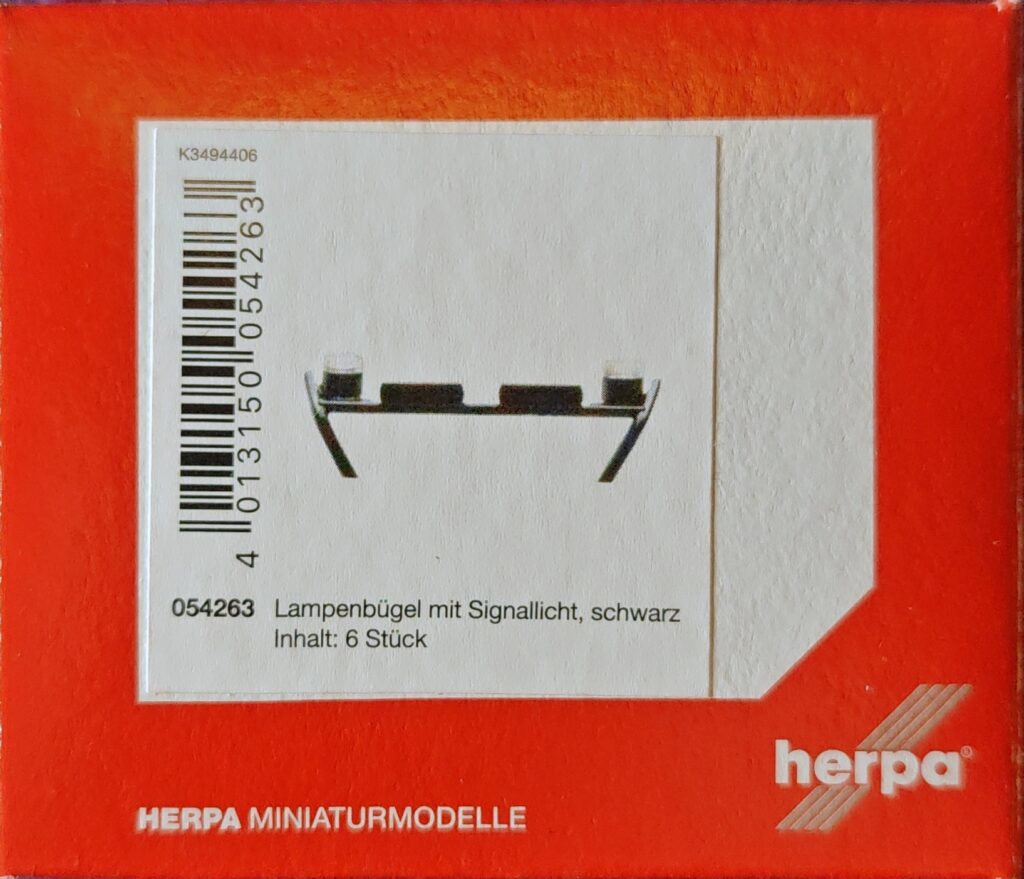 K3494406
4 013150 054263
054263 Lampenbügel mit Signallicht, schwarz
Inhalt: 6 Stück
herpa®
HERPA MINIATURMODELLE